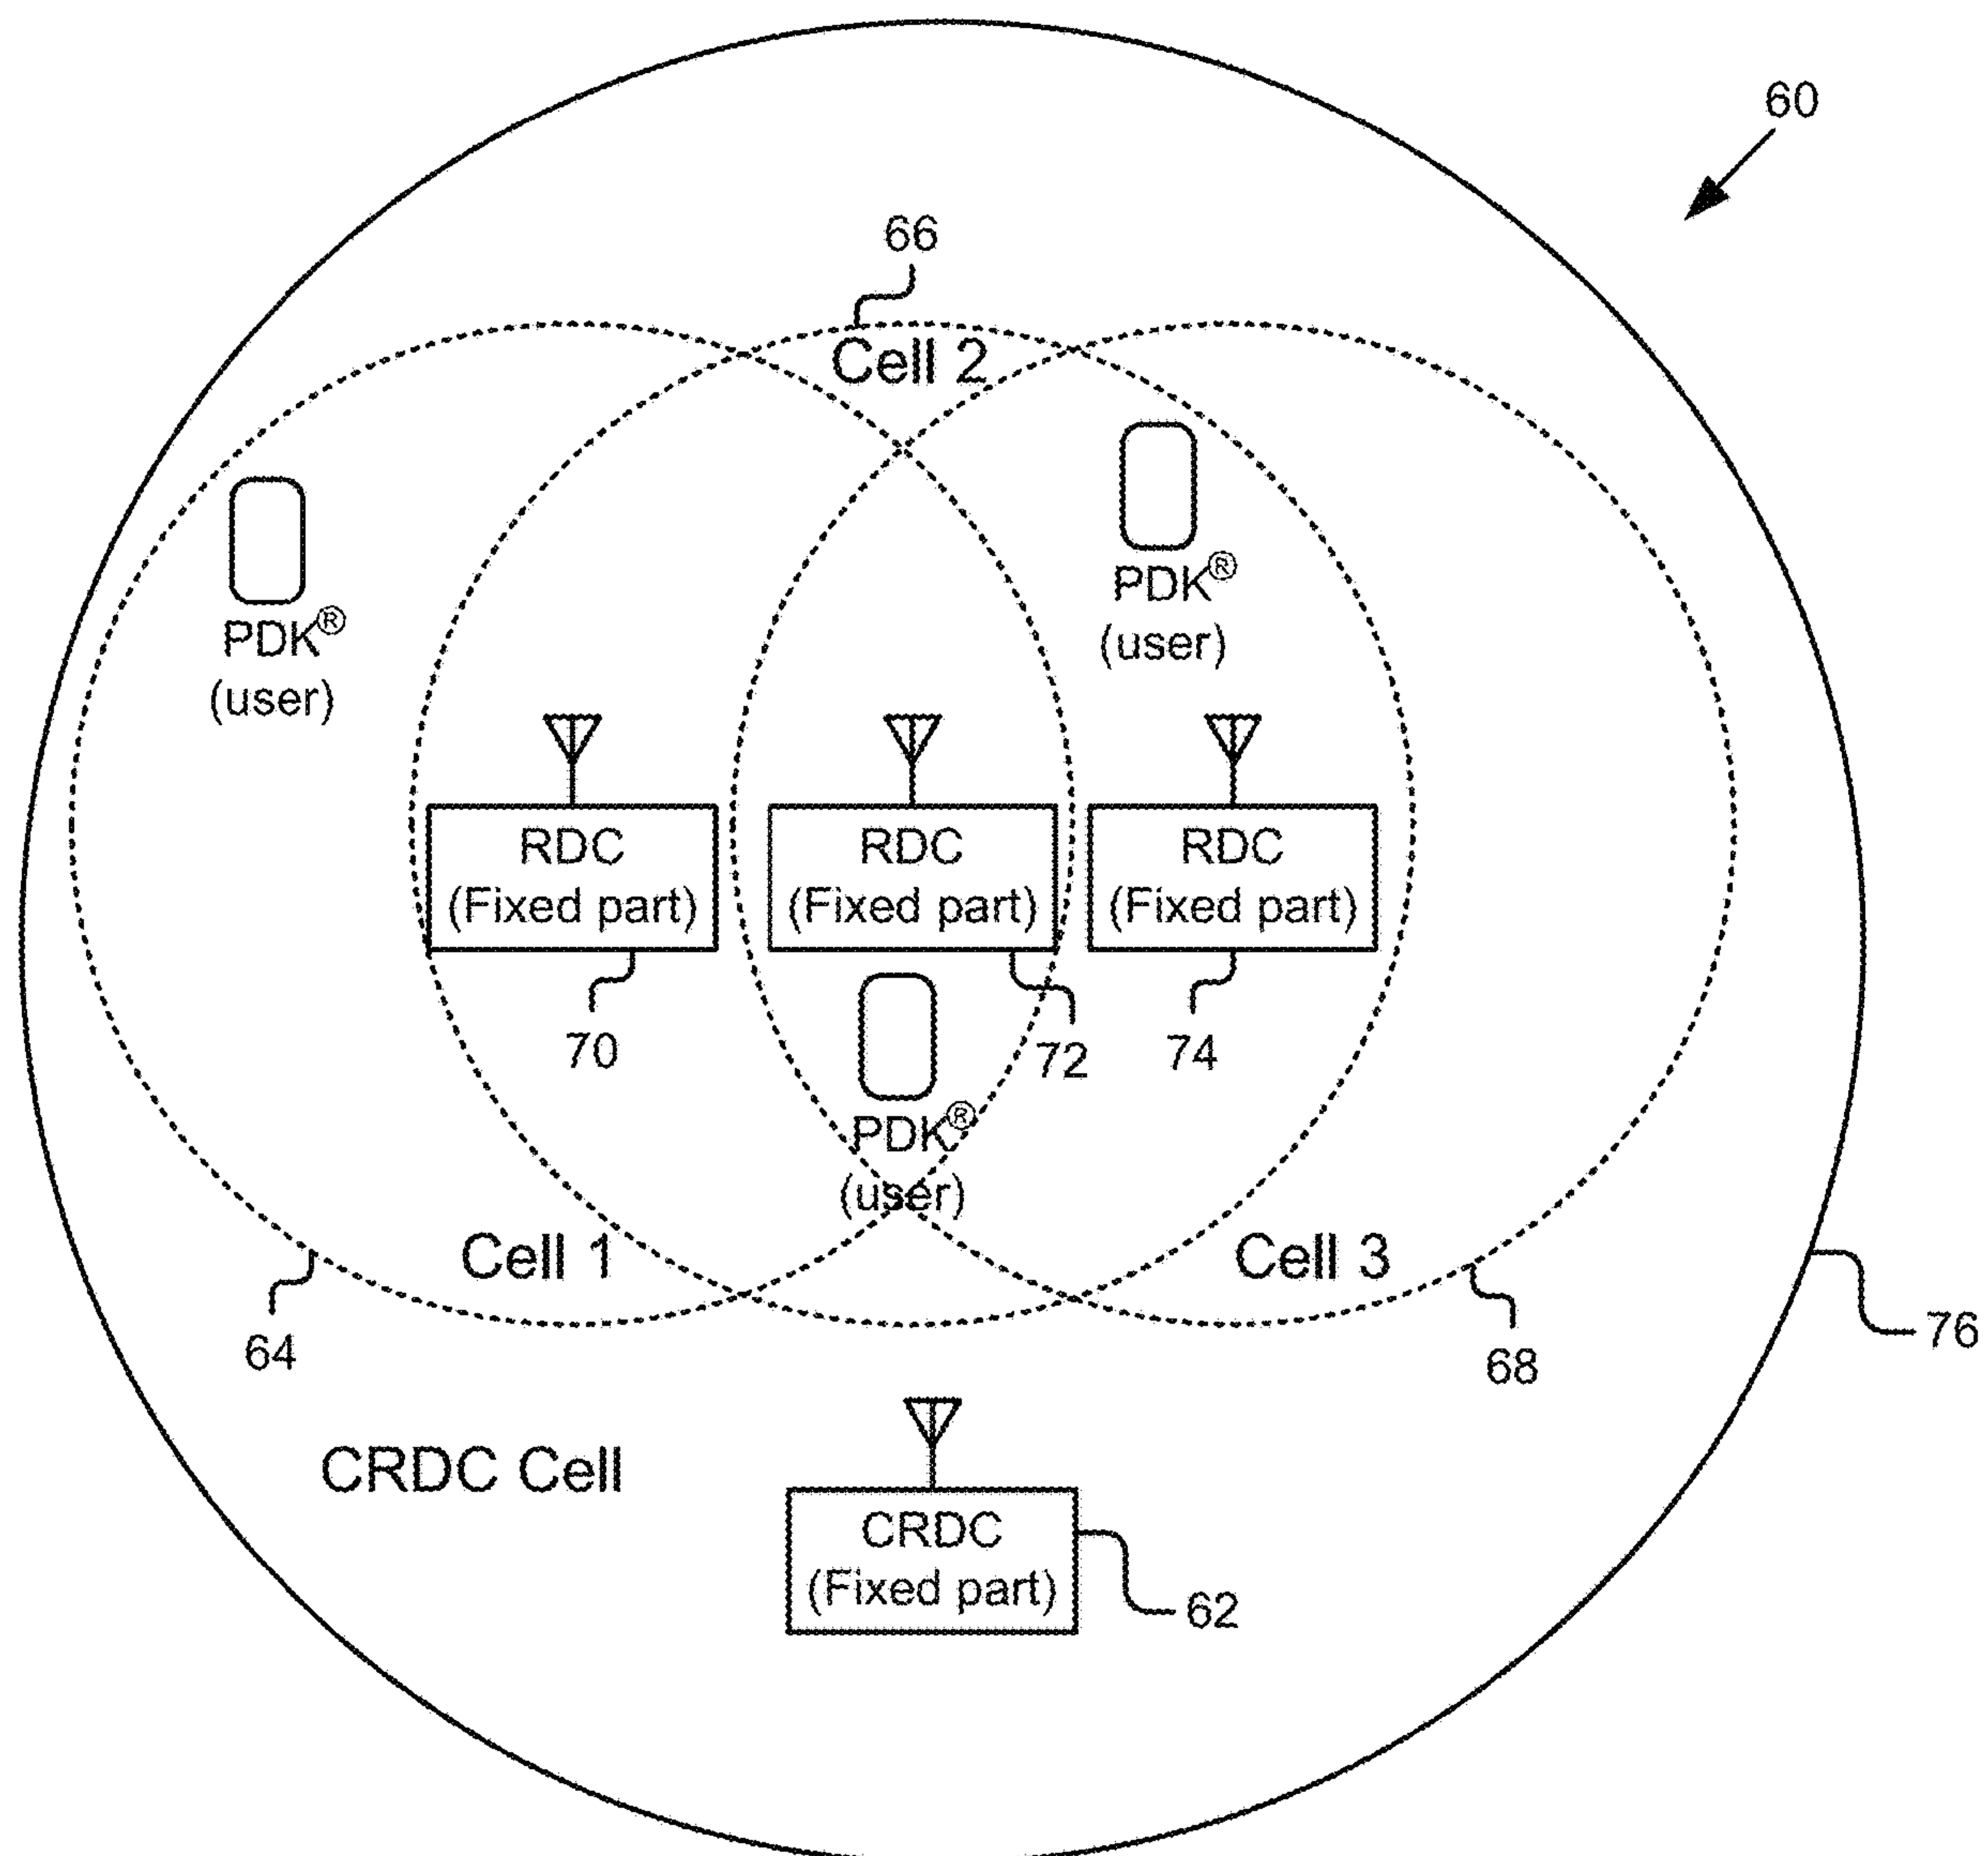 60
66
Cell 2
PDK®
(user)
PDK®
(user)
RDC
(Fixed part)
RDC
(Fixed part)
RDC
(Fixed part)
70
72
74
PDK®
(user)
Cell 1
Cell 3
64
68
76
CRDC Cell
CRDC
(Fixed part)
62